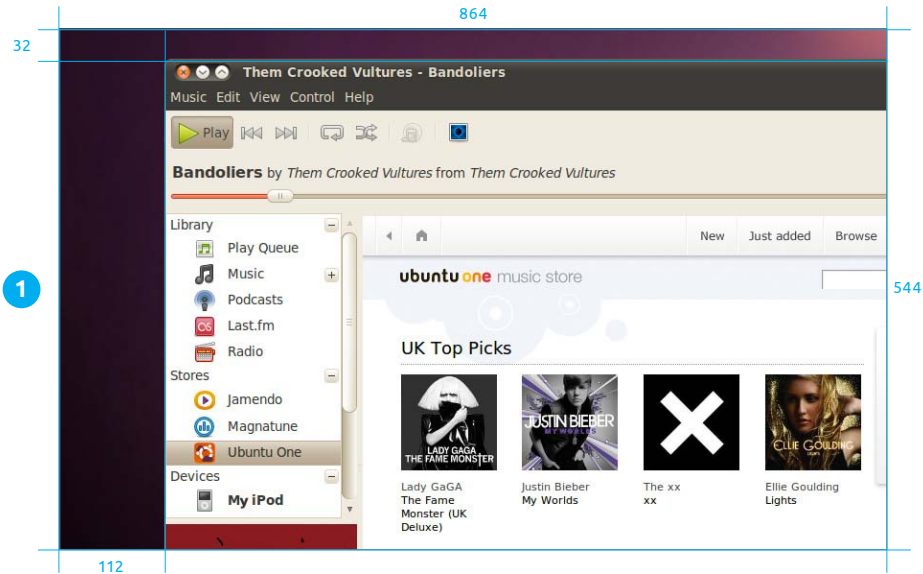 864
32
Them Crooked Vultures - Bandoliers
Music Edit View Control Help
Play
Bandoliers by Them Crooked Vultures from Them Crooked Vultures
Library
Play Queue
Music
Podcasts
Last.fm
Radio
Stores
Jamendo
Magnatune
Ubuntu One
Devices
My iPod
New Just added Browse
ubuntu one music store
UK Top Picks
LADY GAGA
THE FAME MONSTER
JUSTIN BIEBER
MY WORLDS
ELLIE GOULDING
LIGHTS
Lady GaGA
The Fame
Monster (UK
Deluxe)
Justin Bieber
My Worlds
The xx
xx
Ellie Goulding
Lights
1
544
112